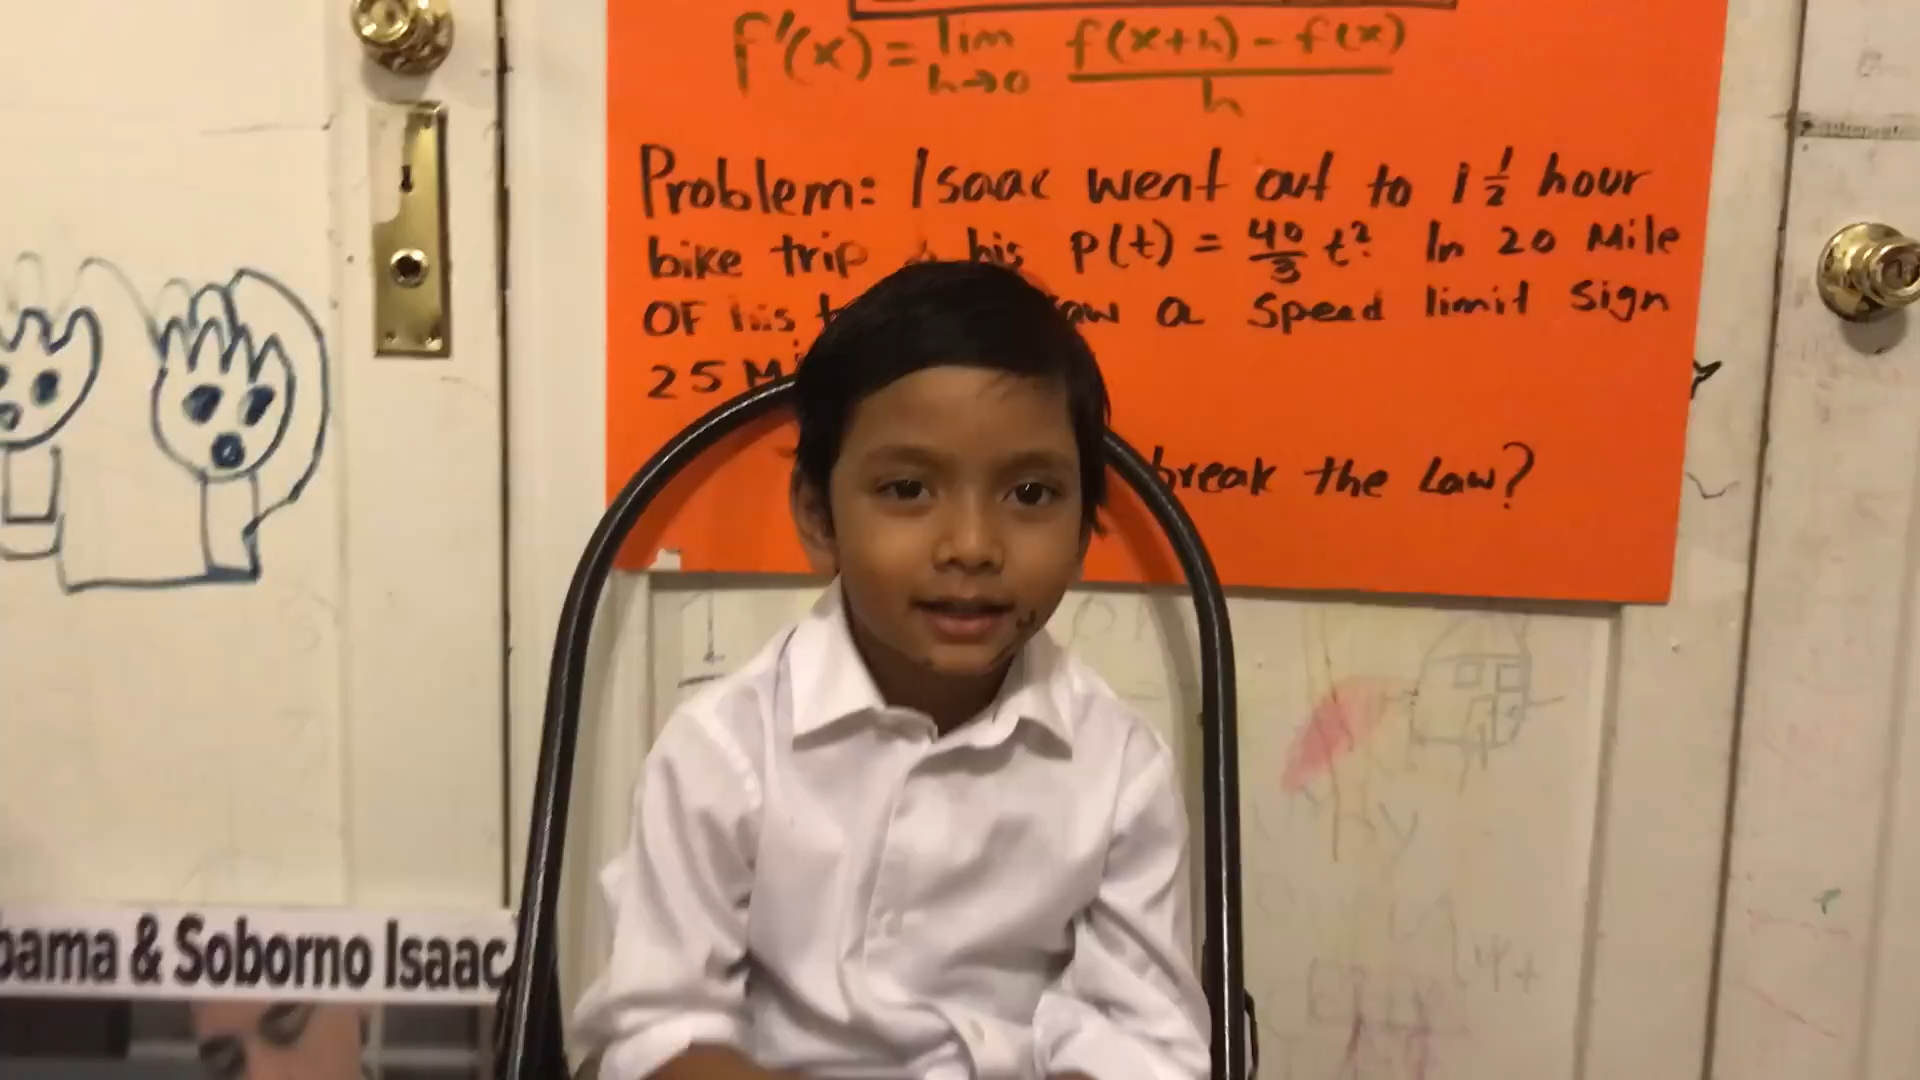 f'(x) = lim h→0 f(x+h) - f(x) / h
Problem: Isaac went out to 1 1/2 hour
bike trip his P(t) = 40/3 t². In 20 Mile
OF his a Speed limit Sign
25
break the Law?
& Soborno Isaac